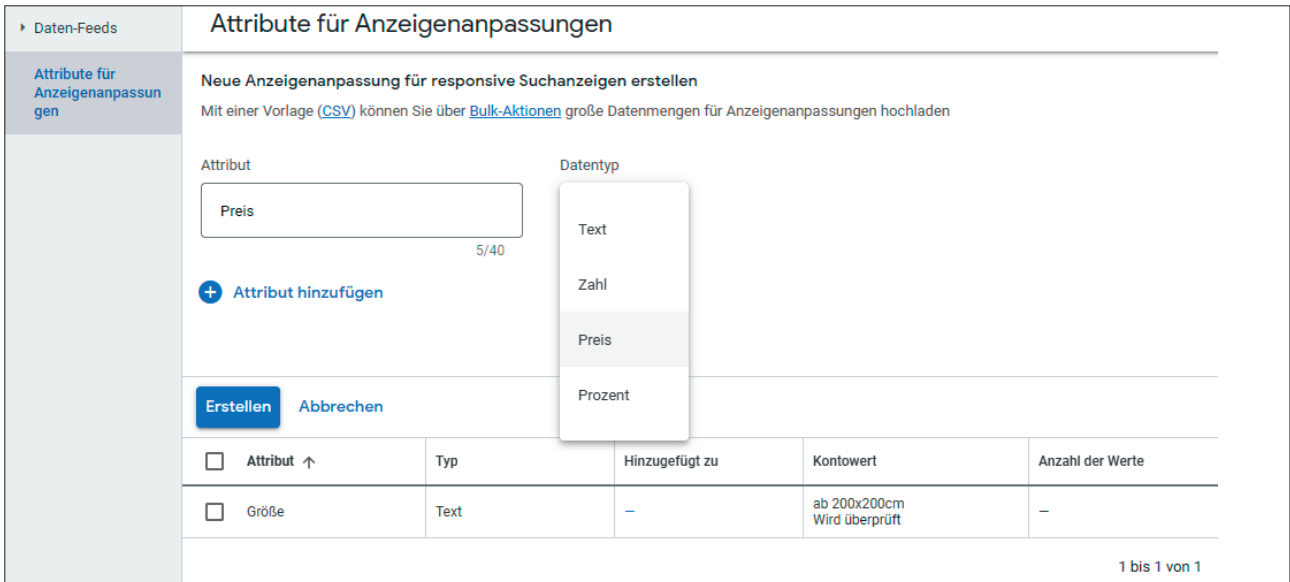 Daten-Feeds
Attribute für
Anzeigenanpassun
gen
Attribute für Anzeigenanpassungen
Neue Anzeigenanpassung für responsive Suchanzeigen erstellen
Mit einer Vorlage (CSV) können Sie über Bulk-Aktionen große Datenmengen für Anzeigenanpassungen hochladen
Attribut Datentyp
Preis
5/40
Text
Zahl
Preis
Prozent
Attribut hinzufügen
Erstellen Abbrechen
Attribut ↑ Typ Hinzugefügt zu Kontowert Anzahl der Werte
Größe Text – ab 200x200cm –
Wird überprüft
1 bis 1 von 1